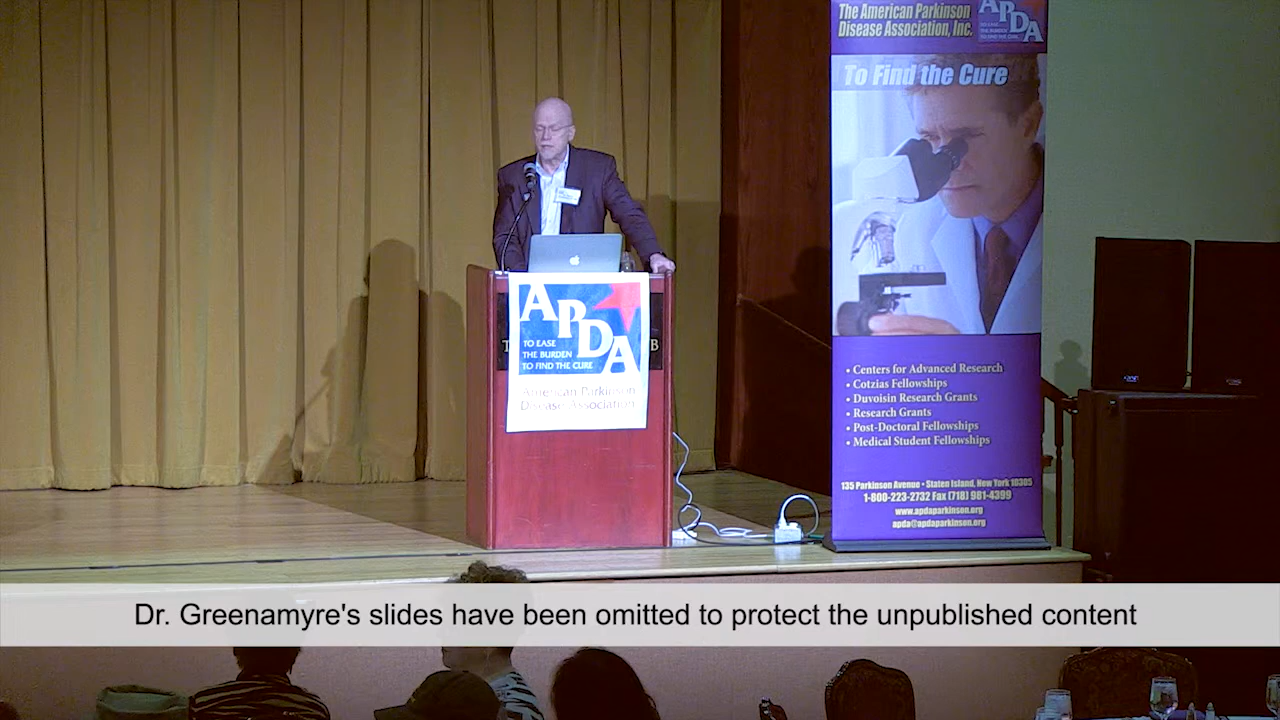 The American Parkinson
Disease Association, Inc.
APDA
To Find the Cure
APDA
TO EASE
THE BURDEN
TO FIND THE CURE
American Parkinson
Disease Association
• Centers for Advanced Research
• Cotzias Fellowships
• Duvoisin Research Grants
• Research Grants
• Post-Doctoral Fellowships
• Medical Student Fellowships
135 Parkinson Avenue • Staten Island, New York 10305
1-800-223-2732 Fax (718) 981-4399
www.apdaparkinson.org
apda@apdaparkinson.org
Dr. Greenamyre's slides have been omitted to protect the unpublished content